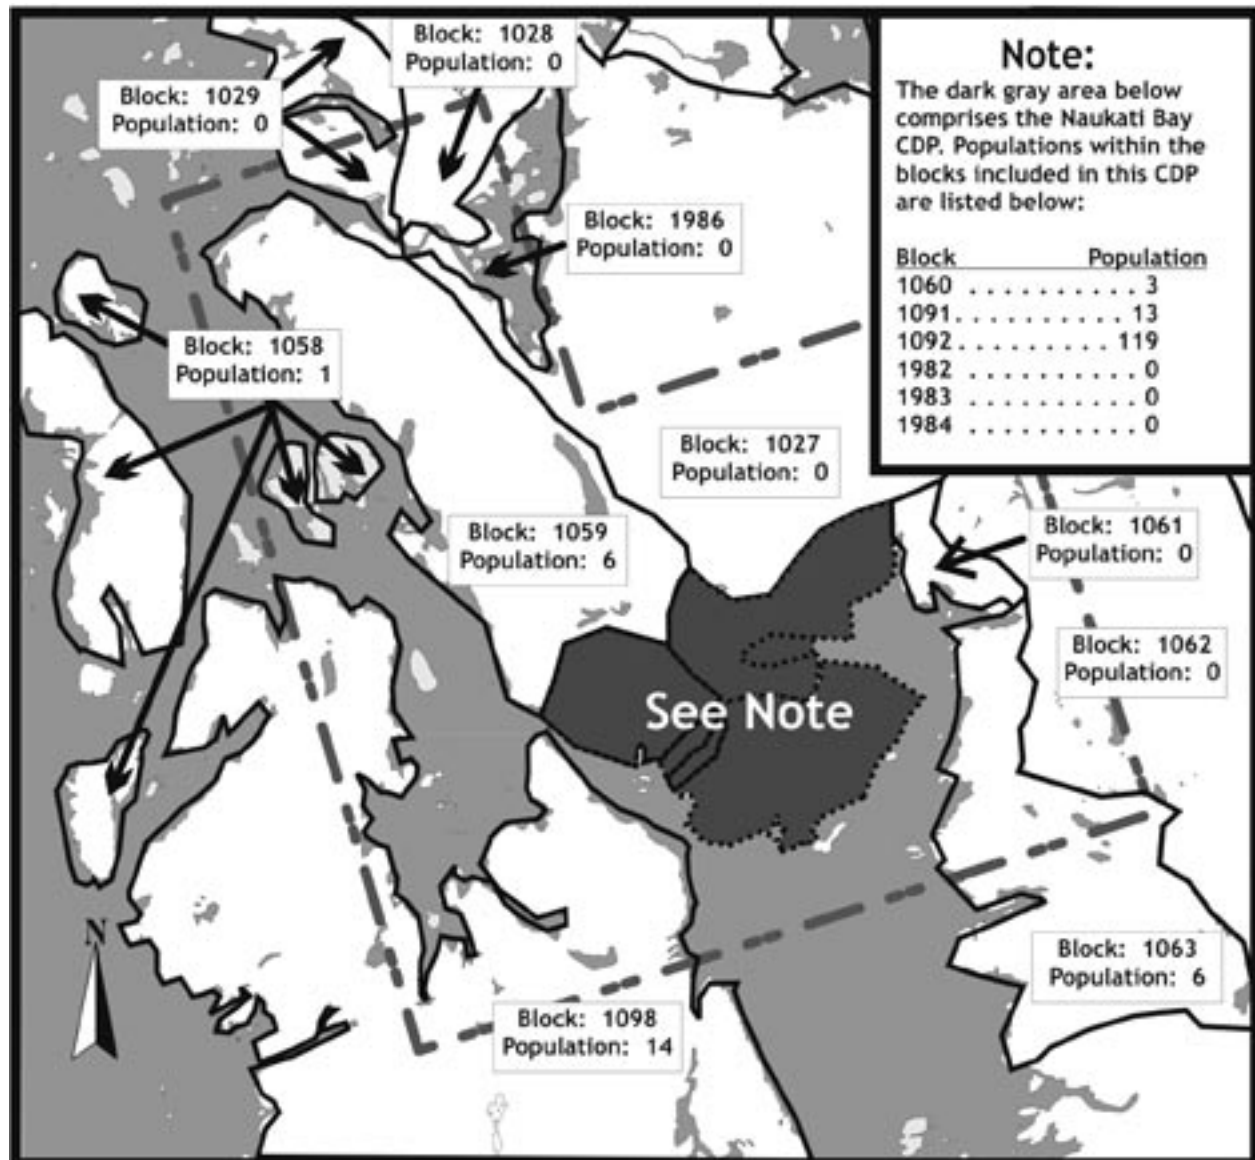 Block: 1028
Population: 0
Block: 1029
Population: 0
Note:
The dark gray area below
comprises the Naukati Bay
CDP. Populations within the
blocks included in this CDP
are listed below:
Block Population
1060 . . . . . . . . . . 3
1091. . . . . . . . . . 13
1092. . . . . . . . . 119
1982 . . . . . . . . . . 0
1983 . . . . . . . . . . 0
1984 . . . . . . . . . . 0
Block: 1986
Population: 0
Block: 1058
Population: 1
Block: 1027
Population: 0
Block: 1059
Population: 6
Block: 1061
Population: 0
Block: 1062
Population: 0
See Note
N
Block: 1063
Population: 6
Block: 1098
Population: 14